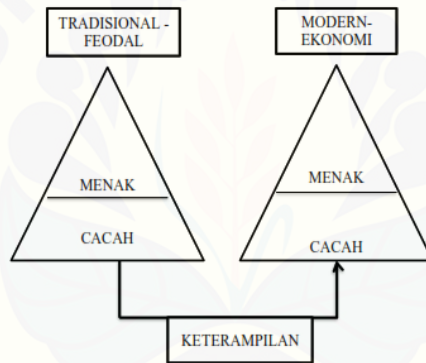 TRADISIONAL -
FEODAL
MODERN-
EKONOMI
MENAK
CACAH
MENAK
CACAH
KETERAMPILAN